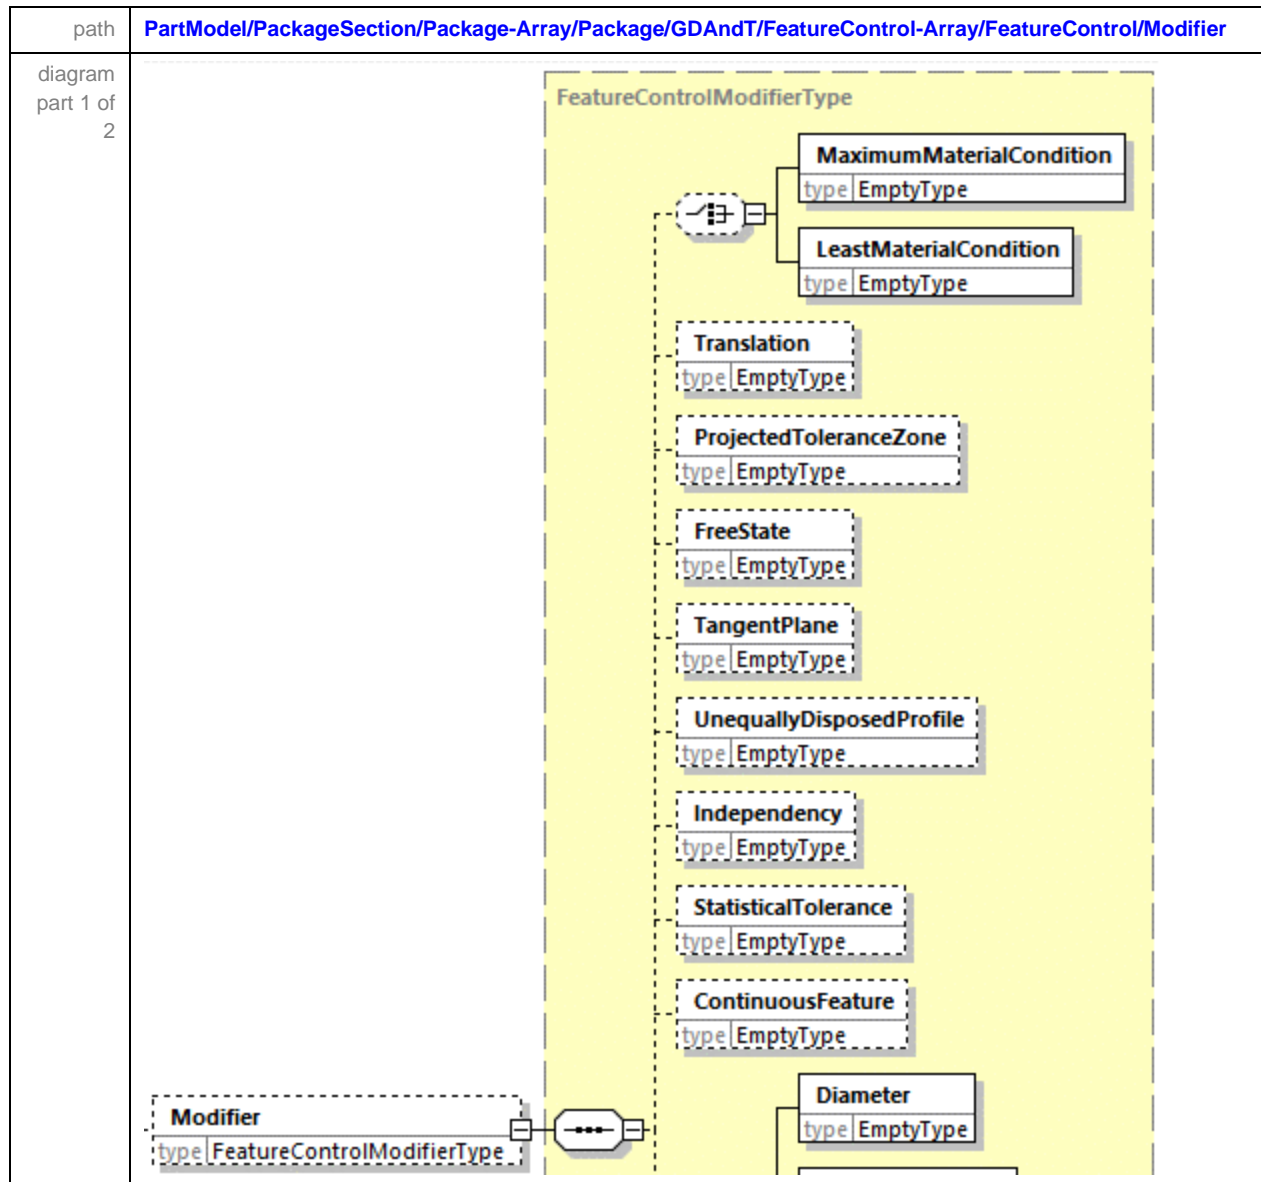 path
PartModel/PackageSection/Package-Array/Package/GDAndT/FeatureControl-Array/FeatureControl/Modifier
diagram
part 1 of
2
FeatureControlModifierType
MaximumMaterialCondition
type EmptyType
LeastMaterialCondition
type EmptyType
Translation
type EmptyType
ProjectedToleranceZone
type EmptyType
FreeState
type EmptyType
TangentPlane
type EmptyType
UnequallyDisposedProfile
type EmptyType
Independency
type EmptyType
StatisticalTolerance
type EmptyType
ContinuousFeature
type EmptyType
Diameter
type EmptyType
Modifier
type FeatureControlModifierType